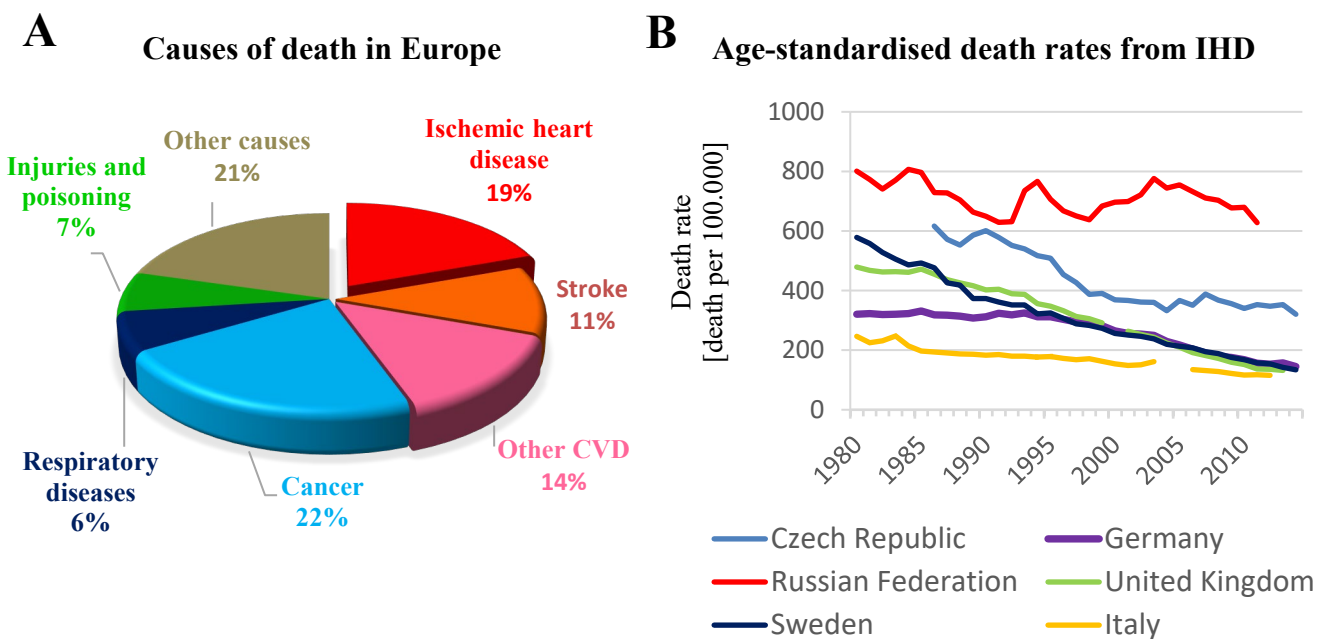 A
Causes of death in Europe
Other causes
21%
Ischemic heart
disease
19%
Injuries and
poisoning
7%
Stroke
11%
Other CVD
14%
Respiratory
diseases
6%
Cancer
22%
B
Age-standardised death rates from IHD
Death rate
[death per 100.000]
1000
800
600
400
200
0
1980
1985
1990
1995
2000
2005
2010
Czech Republic
Germany
Russian Federation
United Kingdom
Sweden
Italy